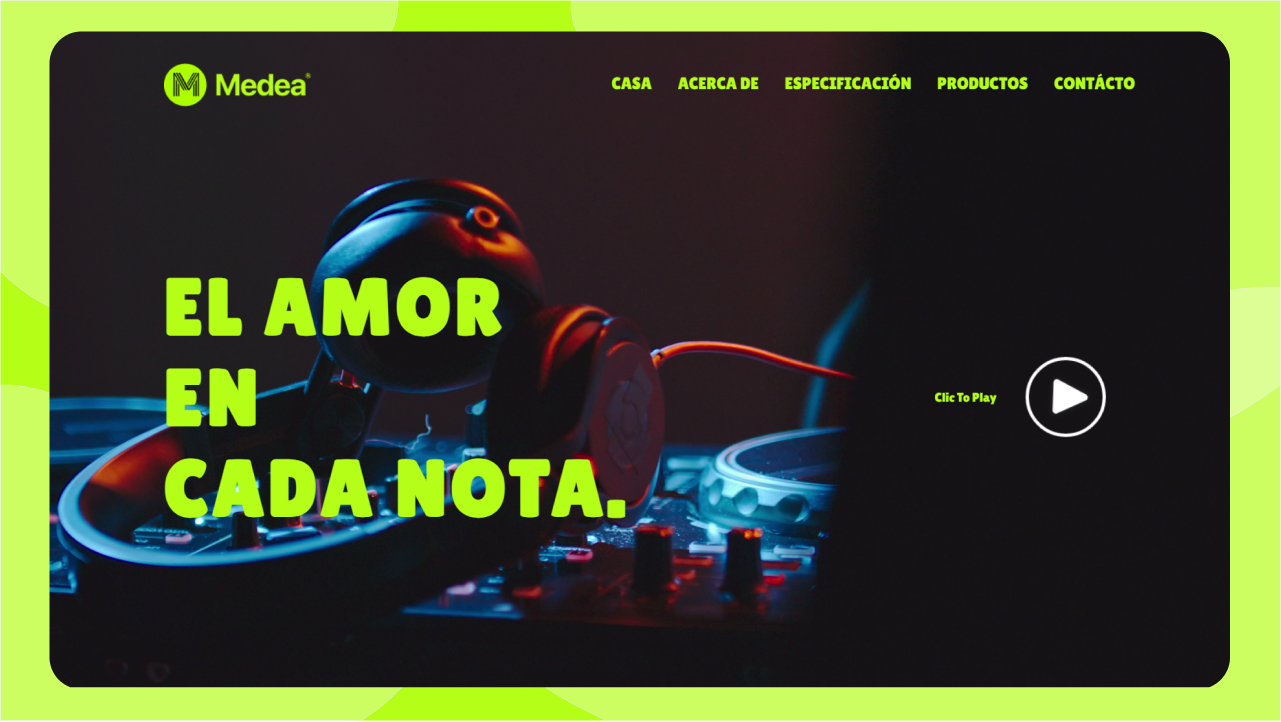 Medea®
CASA ACERCA DE ESPECIFICACIÓN PRODUCTOS CONTÁCTO
EL AMOR
EN
CADA NOTA.
Clic To Play